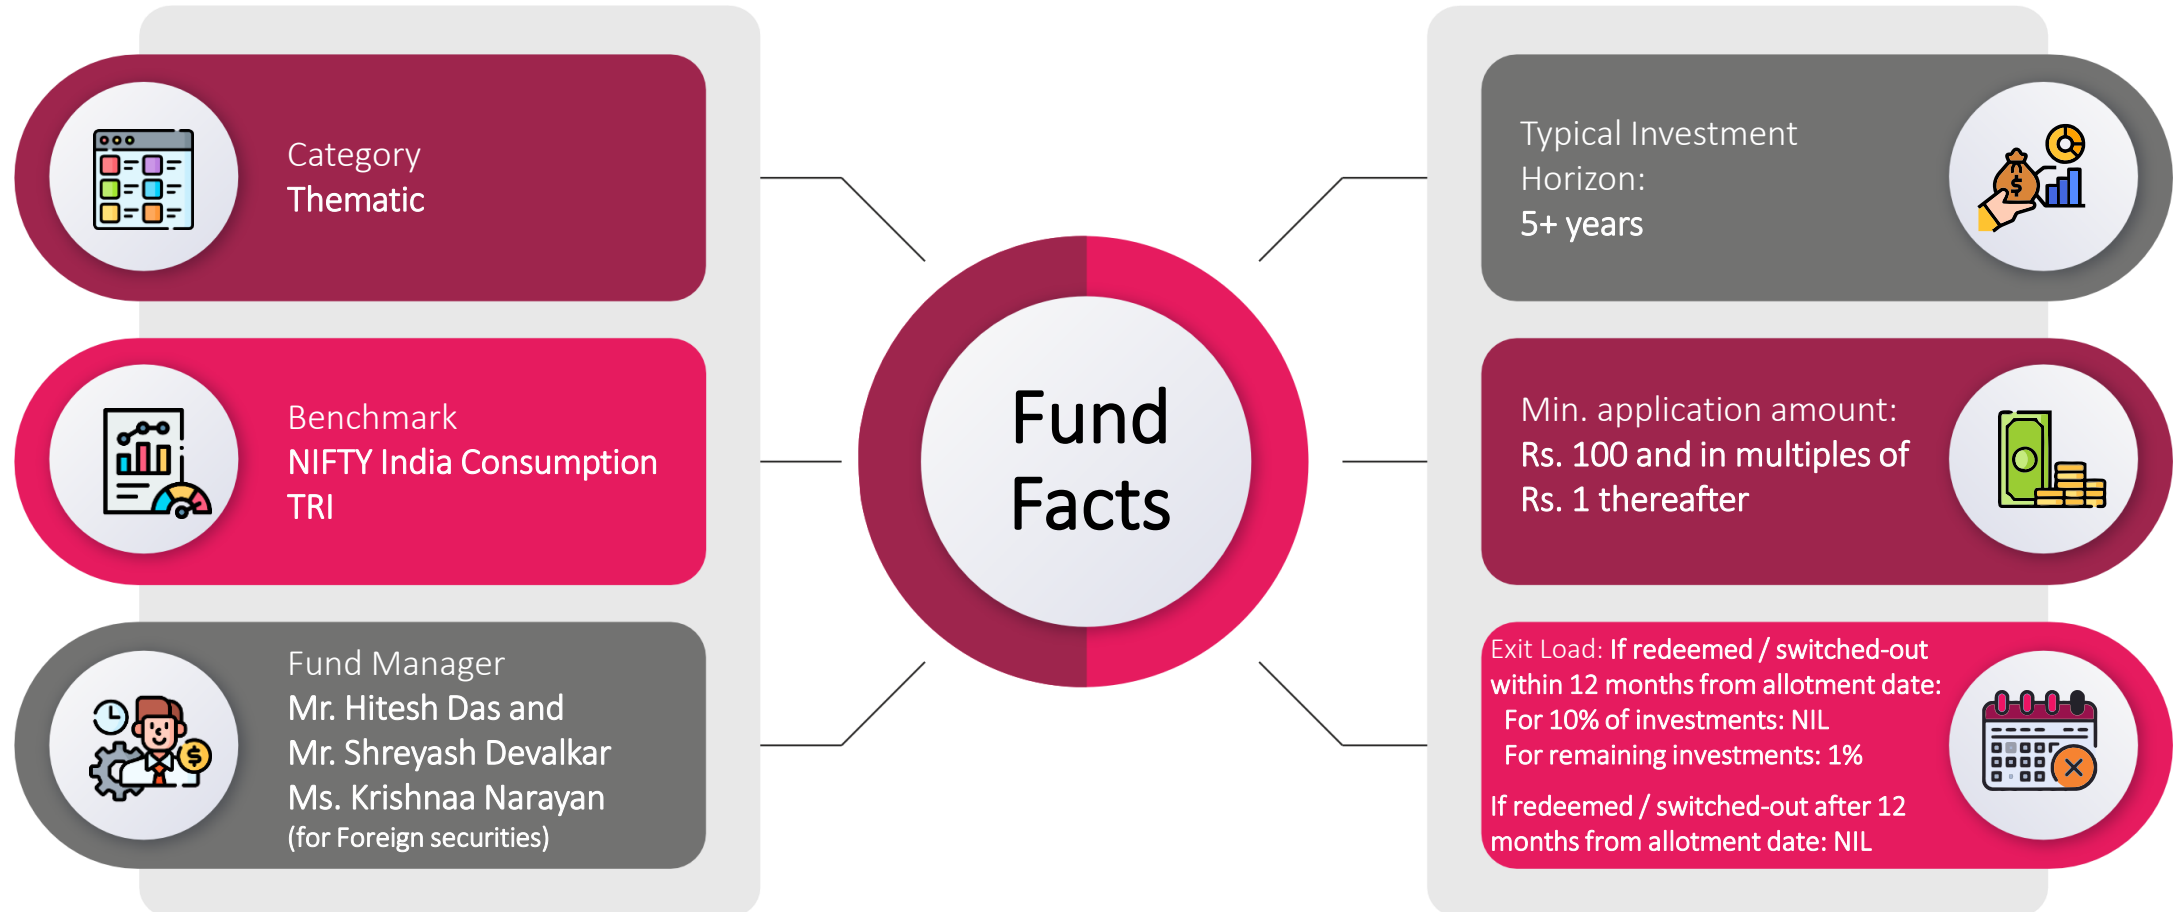 Category
Thematic
Benchmark
NIFTY India Consumption
TRI
Fund Manager
Mr. Hitesh Das and
Mr. Shreyash Devalkar
Ms. Krishnaa Narayan
(for Foreign securities)
Fund
Facts
Typical Investment
Horizon:
5+ years
Min. application amount:
Rs. 100 and in multiples of
Rs. 1 thereafter
Exit Load: If redeemed / switched-out
within 12 months from allotment date:
For 10% of investments: NIL
For remaining investments: 1%
If redeemed / switched-out after 12
months from allotment date: NIL